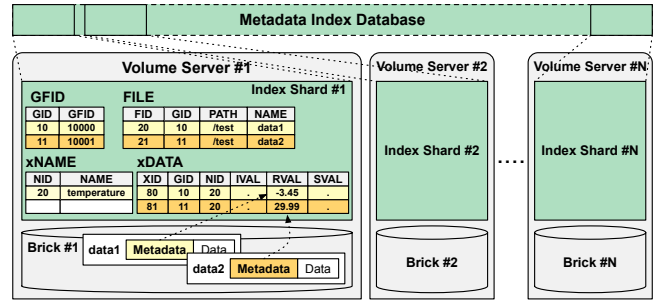 Metadata Index Database
Volume Server #1
Volume Server #2
Volume Server #N
Index Shard #1
GFID
FILE
GID GFID
10 10000
11 10001
FID GID PATH NAME
20 10 /test data1
21 11 /test data2
xNAME
xDATA
NID NAME
20 temperature
XID GID NID IVAL RVAL SVAL
80 10 20 . -3.45 .
81 11 20 . 29.99 .
Index Shard #2
....
Index Shard #N
Brick #1
data1 Metadata Data
data2 Metadata Data
Brick #2
Brick #N